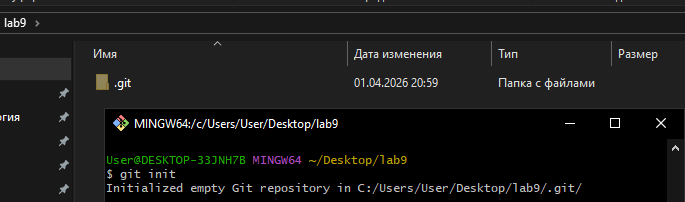 lab9
Имя Дата изменения Тип Размер
.git 01.04.2026 20:59 Папка с файлами
огия
MINGW64:/c/Users/User/Desktop/lab9
User@DESKTOP-33JNH7B MINGW64 ~/Desktop/lab9
$ git init
Initialized empty Git repository in C:/Users/User/Desktop/lab9/.git/